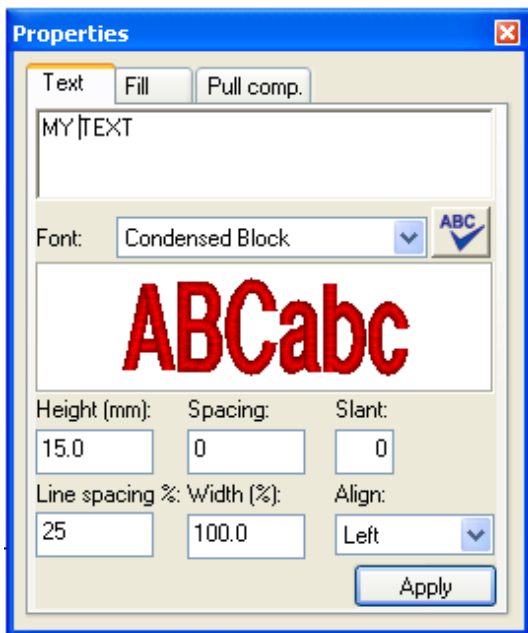 Properties
Text Fill Pull comp.
MY TEXT
Font: Condensed Block ABC
ABCabc
Height (mm): Spacing: Slant:
15.0 0 0
Line spacing %: Width (%): Align:
25 100.0 Left
Apply